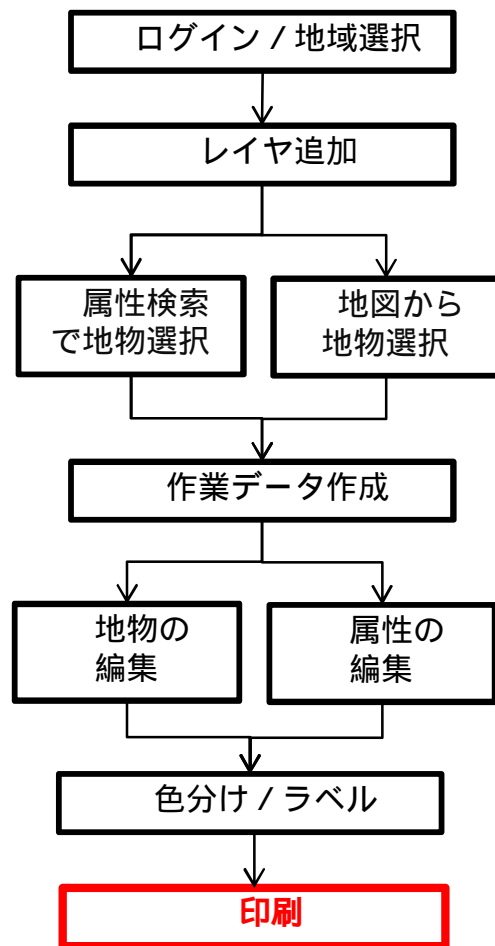 ログイン / 地域選択
レイヤ追加
属性検索
で地物選択
地図から
地物選択
作業データ作成
地物の
編集
属性の
編集
色分け / ラベル
印刷